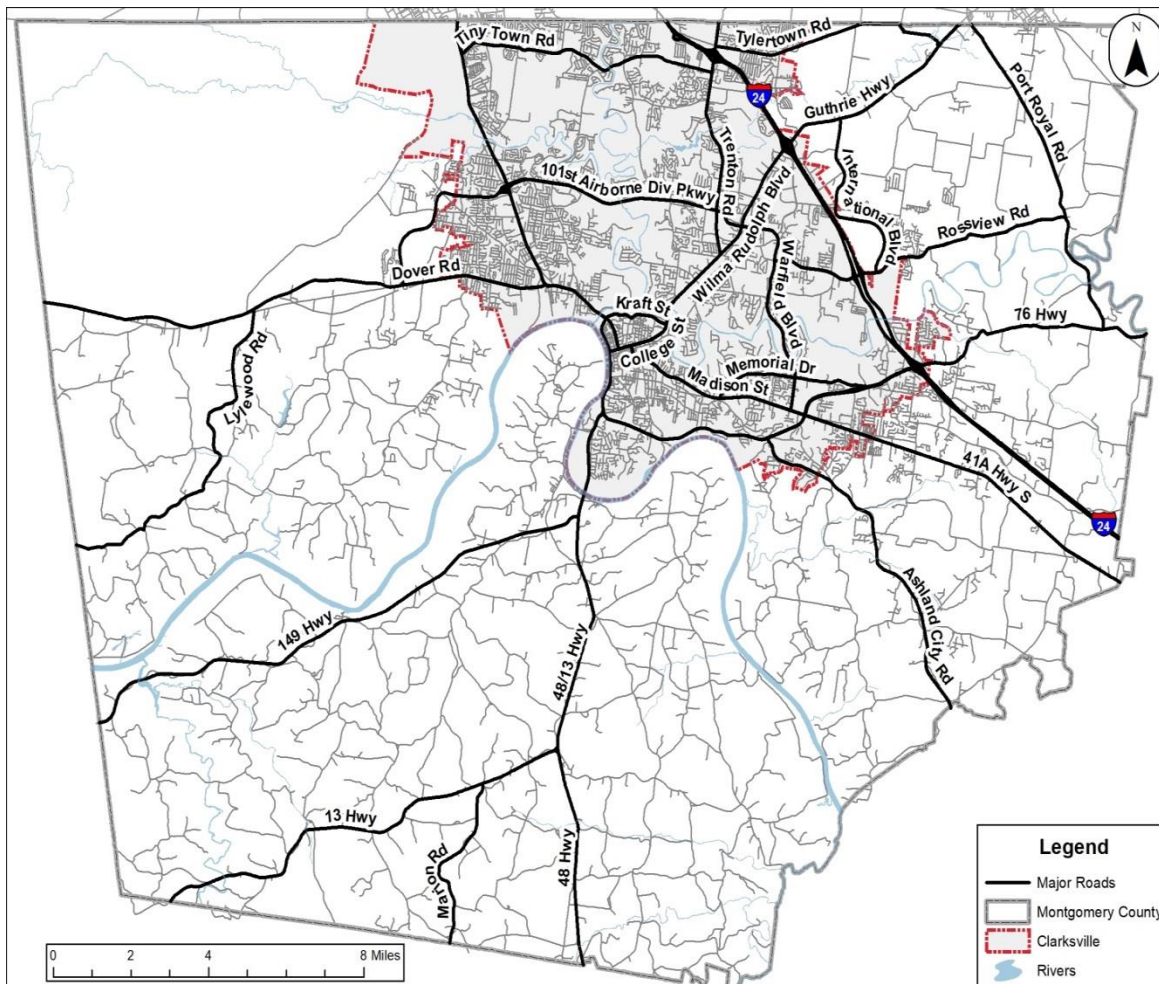 N
Tiny Town Rd
Tylertown Rd
24
Guthrie Hwy
Port Royal Rd
Trenton Rd
International Blvd
101st Airborne Div Pkwy
Wilma Rudolph Blvd
Rossview Rd
Warfield Blvd
Dover Rd
Kraft St
76 Hwy
College St
Memorial Dr
Madison St
Lylewood Rd
41A Hwy S
24
Ashland City Rd
149 Hwy
48/13 Hwy
13 Hwy
Marion Rd
48 Hwy
Legend
Major Roads
Montgomery County
Clarksville
Rivers
0 2 4 8 Miles